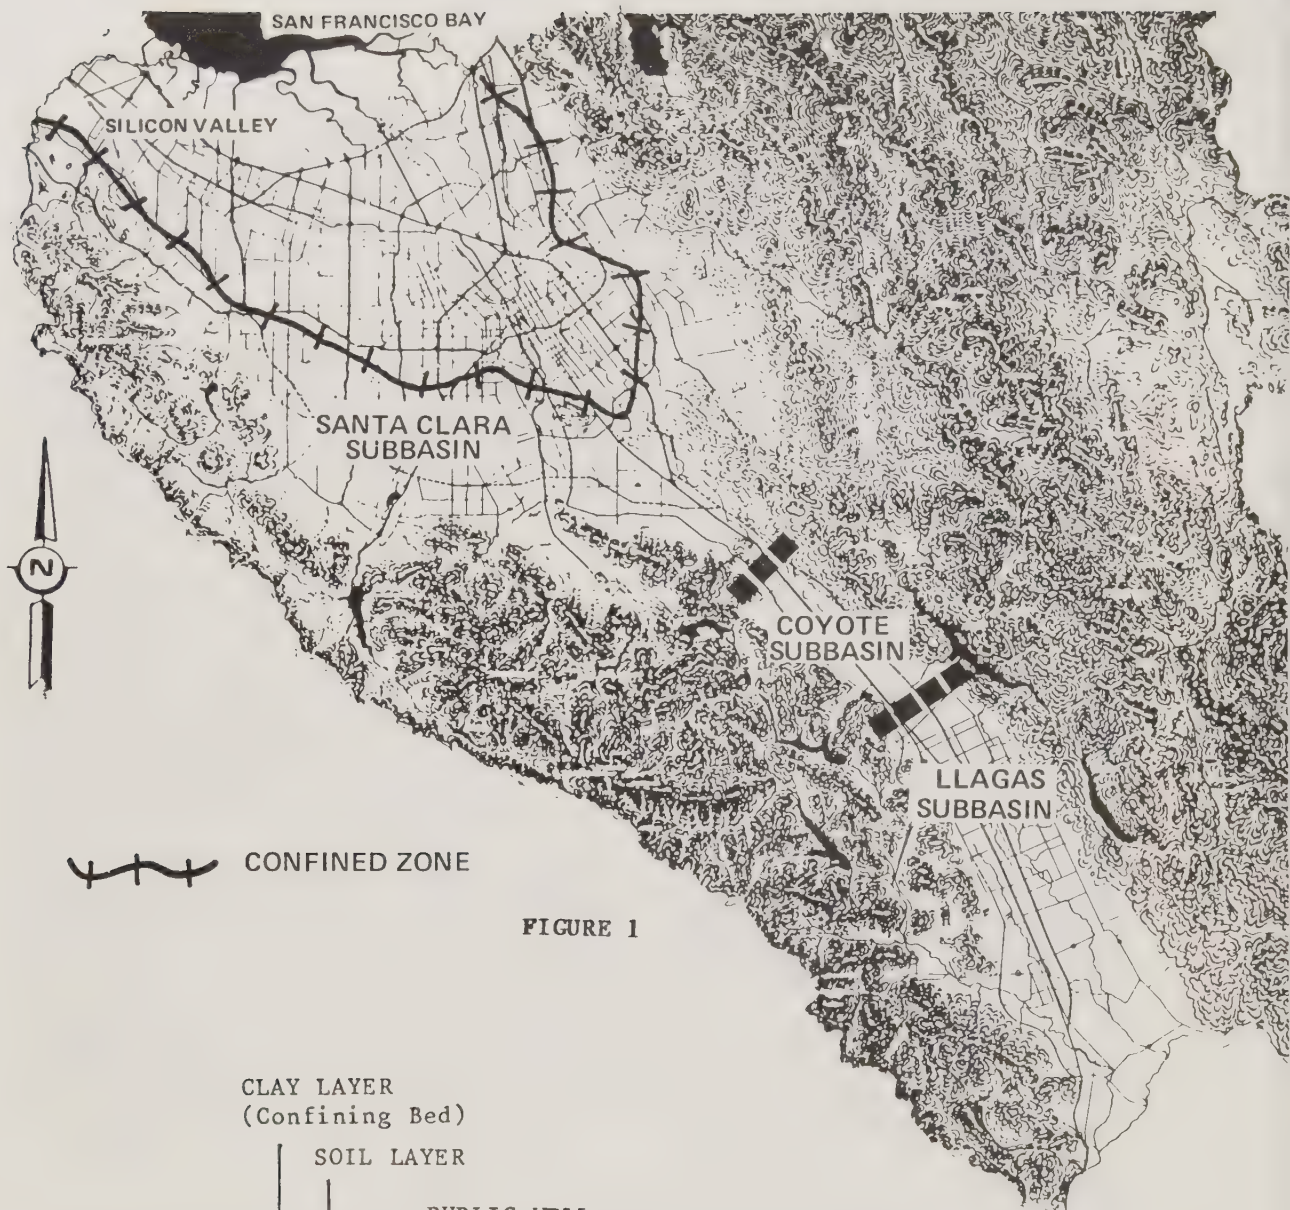 SAN FRANCISCO BAY
SILICON VALLEY
SANTA CLARA
SUBBASIN
N
COYOTE
SUBBASIN
LLAGAS
SUBBASIN
CONFINED ZONE
FIGURE 1
CLAY LAYER
(Confining Bed)
SOIL LAYER